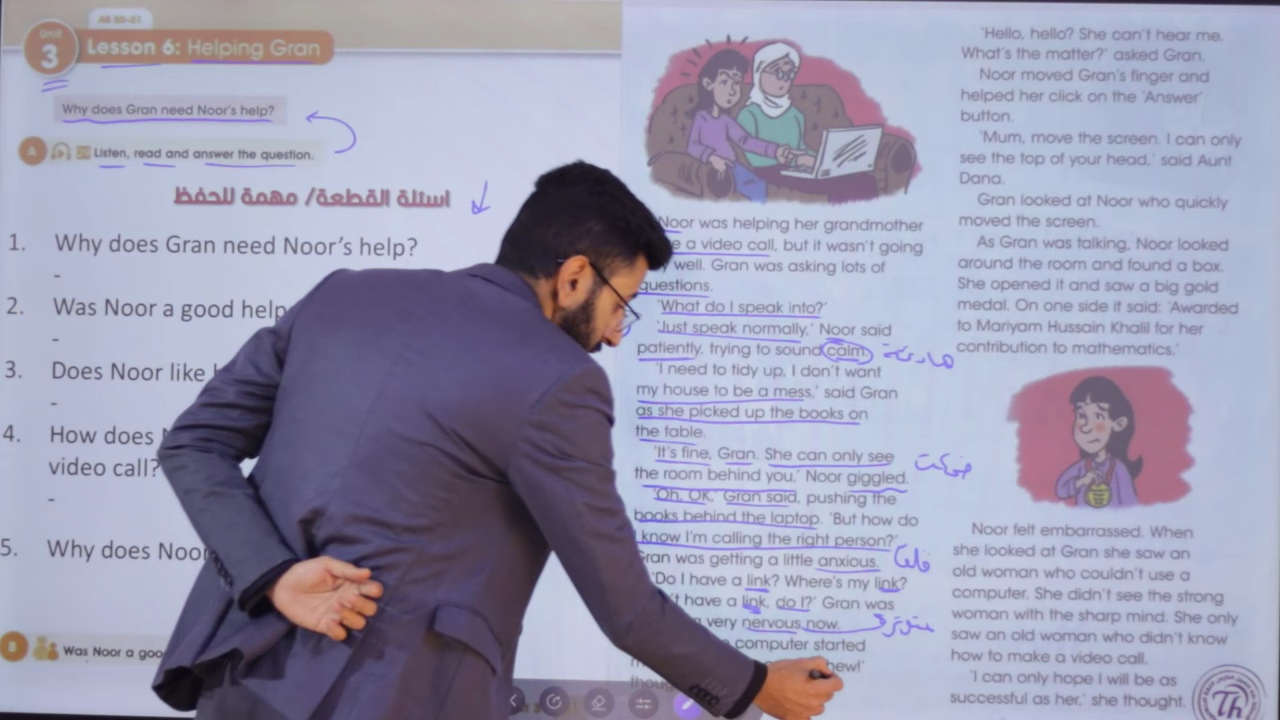 AB 50-51
Unit
3
Lesson 6: Helping Gran
Why does Gran need Noor's help?
A
Listen, read and answer the question.
اسئلة القطعة/ مهمة للحفظ
1. Why does Gran need Noor's help?
-
2. Was Noor a good help
-
3. Does Noor like
-
4. How does
video call?
-
5. Why does Noor
Was Noor a goo
Noor was helping her grandmother
e a video call, but it wasn't going
well. Gran was asking lots of
questions.
'What do I speak into?'
'Just speak normally,' Noor said
patiently, trying to sound calm.
'I need to tidy up, I don't want
my house to be a mess,' said Gran
as she picked up the books on
the table.
'It's fine, Gran. She can only see
the room behind you,' Noor giggled.
ضحكت
'Oh, OK,' Gran said, pushing the
books behind the laptop. 'But how do
I know I'm calling the right person?'
Gran was getting a little anxious.
'Do I have a link? Where's my link?
't have a link, do I?' Gran was
very nervous now.
computer started
hew!'
'Hello, hello? She can't hear me.
What's the matter?' asked Gran.
Noor moved Gran's finger and
helped her click on the 'Answer'
button.
'Mum, move the screen. I can only
see the top of your head,' said Aunt
Dana.
Gran looked at Noor who quickly
moved the screen.
As Gran was talking, Noor looked
around the room and found a box.
She opened it and saw a big gold
medal. On one side it said: 'Awarded
to Mariyam Hussain Khalil for her
contribution to mathematics.'
Noor felt embarrassed. When
she looked at Gran she saw an
old woman who couldn't use a
computer. She didn't see the strong
woman with the sharp mind. She only
saw an old woman who didn't know
how to make a video call.
'I can only hope I will be as
successful as her,' she thought.
Th